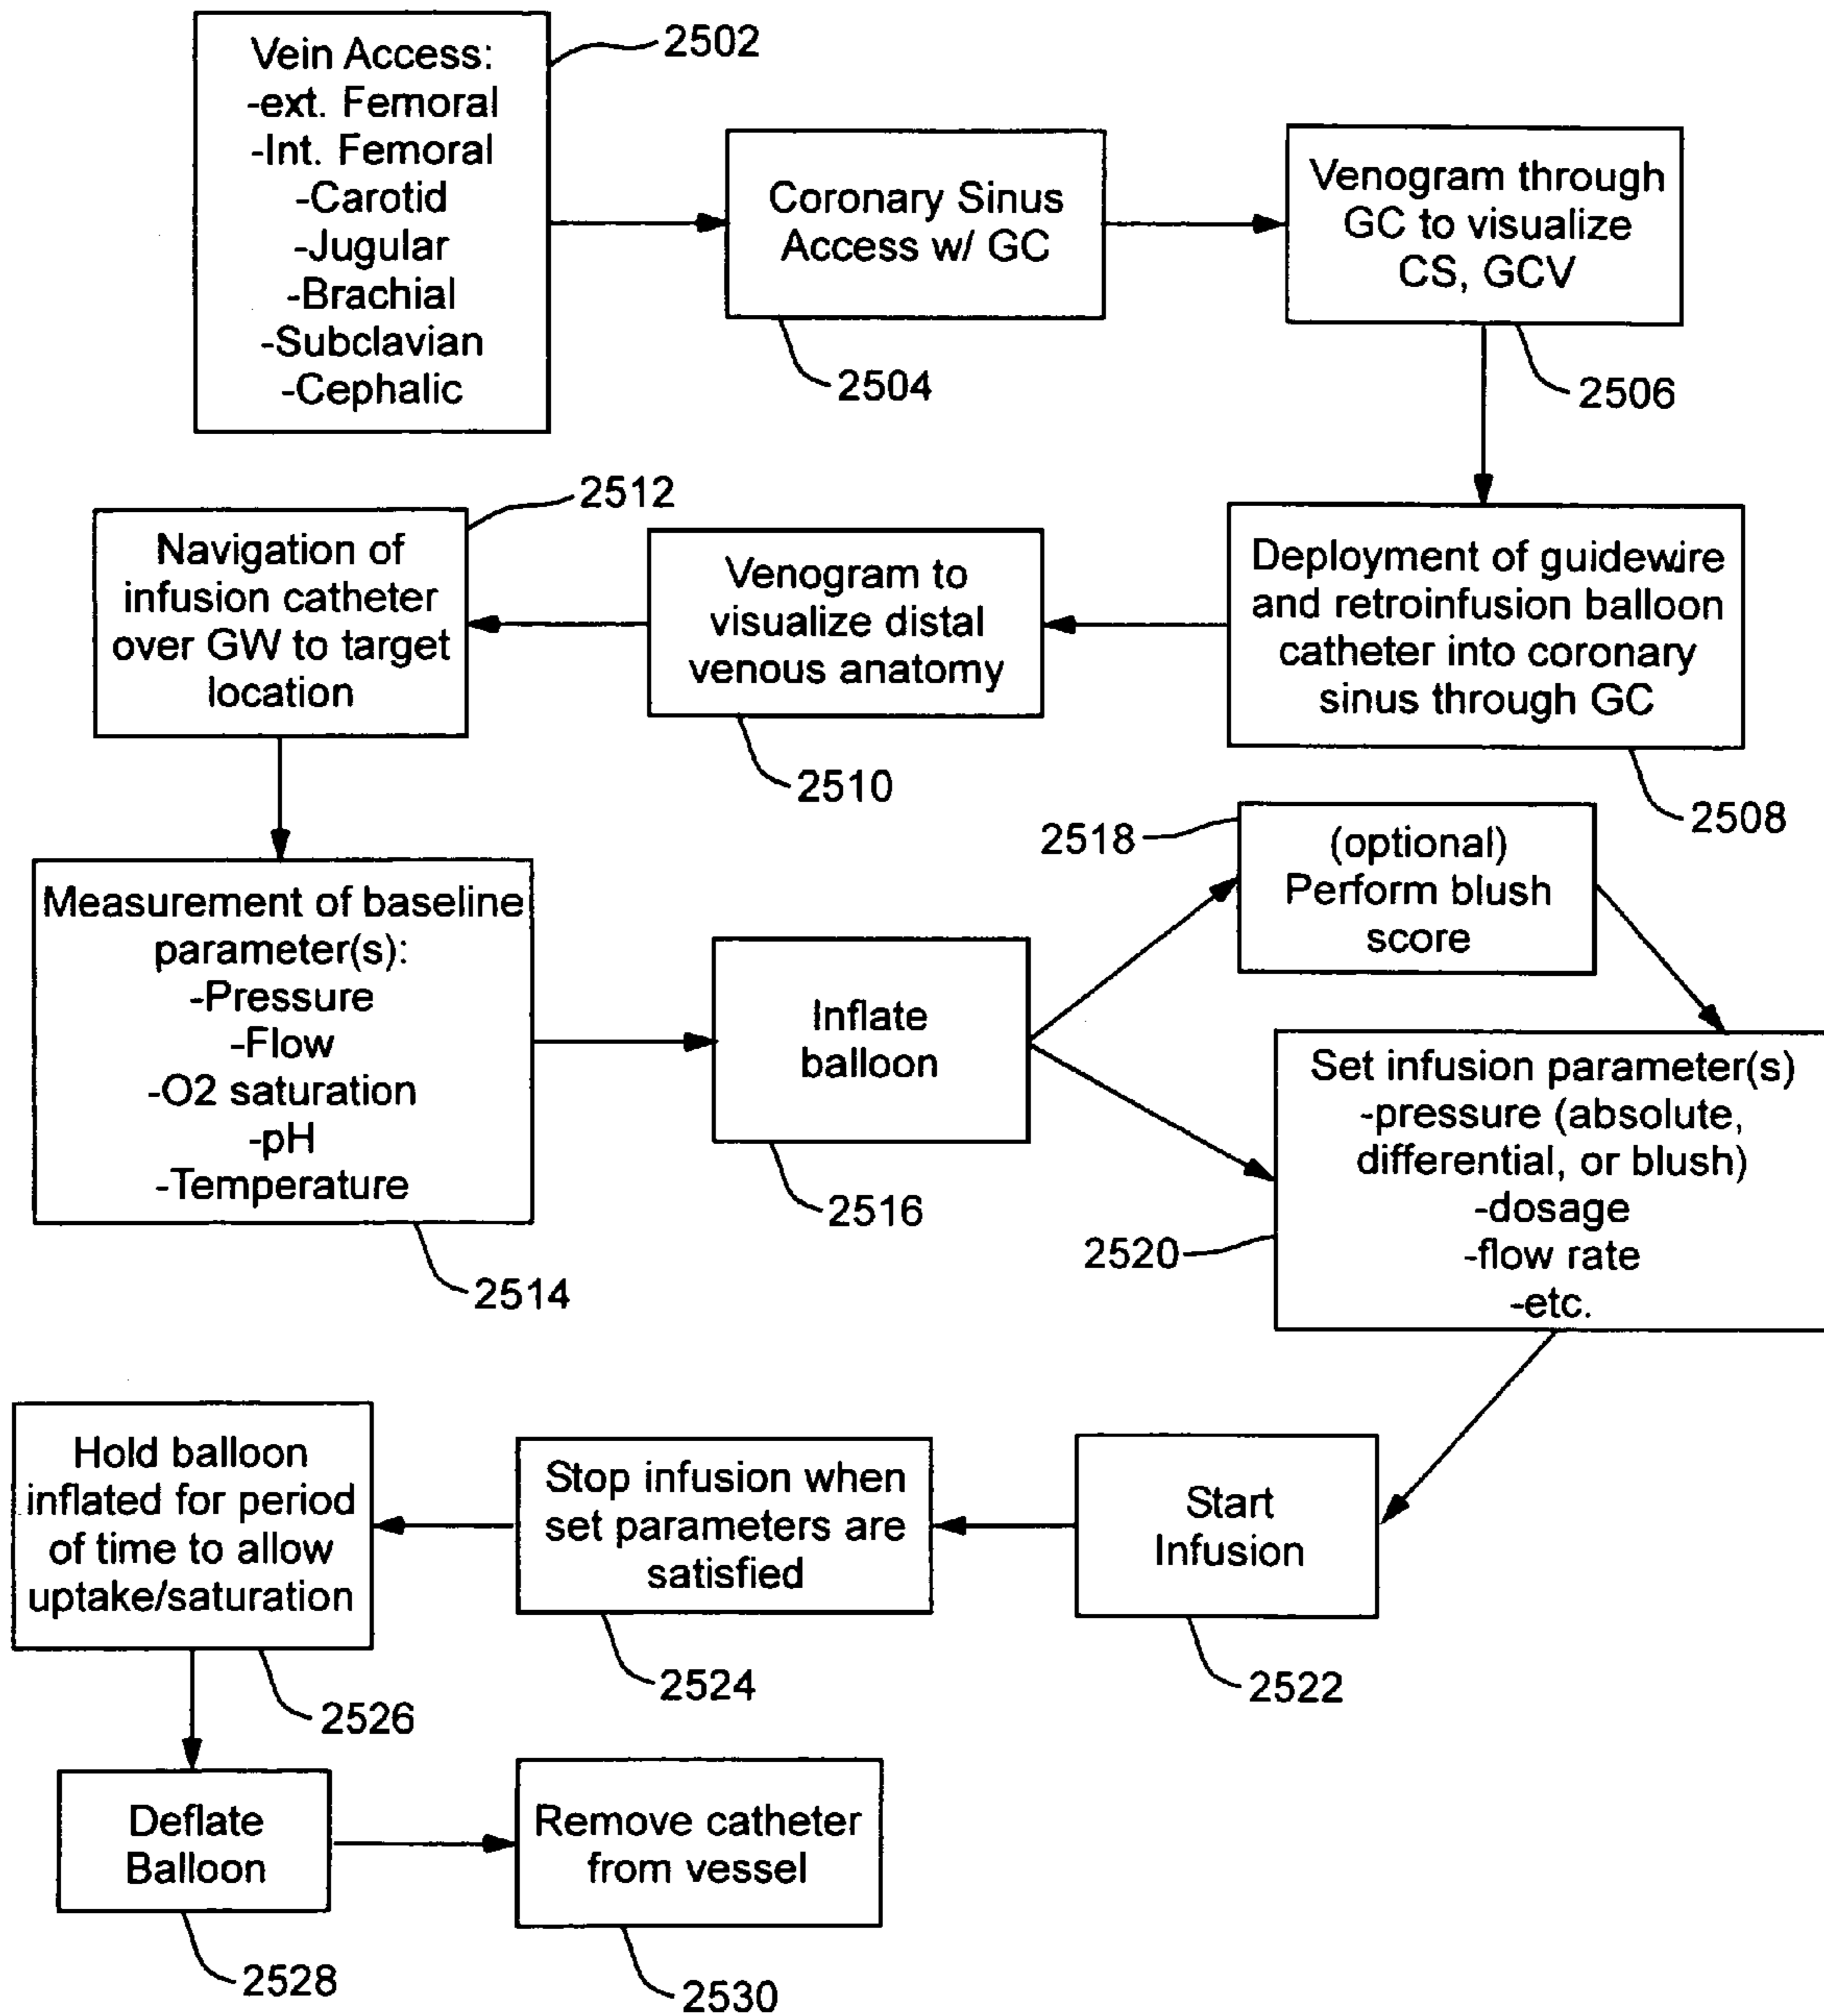 Vein Access:
-ext. Femoral
-Int. Femoral
-Carotid
-Jugular
-Brachial
-Subclavian
-Cephalic
2502
Coronary Sinus
Access w/ GC
2504
Venogram through
GC to visualize
CS, GCV
2506
Deployment of guidewire
and retroinfusion balloon
catheter into coronary
sinus through GC
2508
Venogram to
visualize distal
venous anatomy
2510
2512
Navigation of
infusion catheter
over GW to target
location
Measurement of baseline
parameter(s):
-Pressure
-Flow
-O2 saturation
-pH
-Temperature
2514
Inflate
balloon
2516
2518
(optional)
Perform blush
score
Set infusion parameter(s)
-pressure (absolute,
differential, or blush)
-dosage
-flow rate
-etc.
2520
Start
Infusion
2522
Stop infusion when
set parameters are
satisfied
2524
Hold balloon
inflated for period
of time to allow
uptake/saturation
2526
Deflate
Balloon
2528
Remove catheter
from vessel
2530